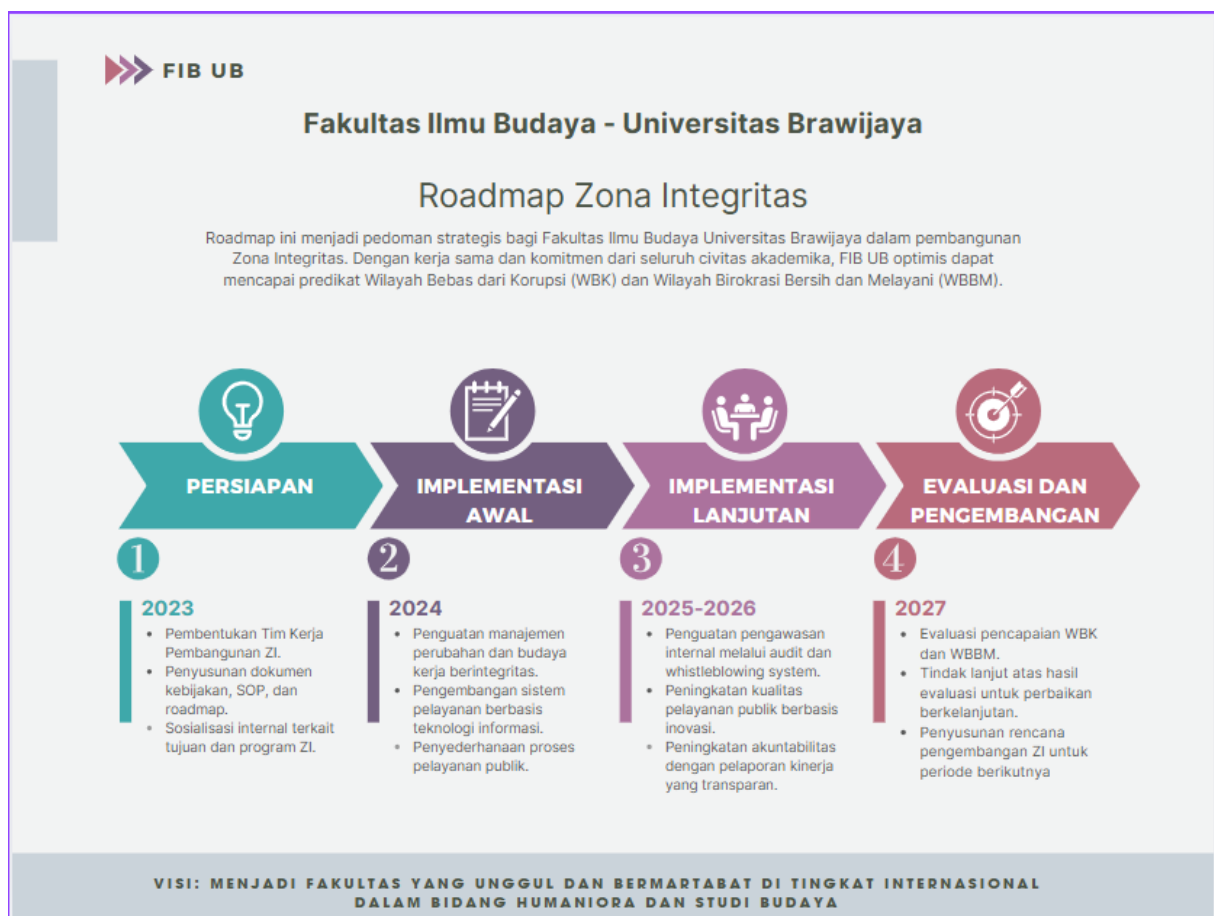 FIB UB
Fakultas Ilmu Budaya - Universitas Brawijaya
Roadmap Zona Integritas
Roadmap ini menjadi pedoman strategis bagi Fakultas Ilmu Budaya Universitas Brawijaya dalam pembangunan
Zona Integritas. Dengan kerja sama dan komitmen dari seluruh civitas akademika, FIB UB optimis dapat
mencapai predikat Wilayah Bebas dari Korupsi (WBK) dan Wilayah Birokrasi Bersih dan Melayani (WBBM).
PERSIAPAN
1
2023
• Pembentukan Tim Kerja
Pembangunan ZI.
• Penyusunan dokumen
kebijakan, SOP, dan
roadmap.
• Sosialisasi internal terkait
tujuan dan program ZI.
IMPLEMENTASI
AWAL
2
2024
• Penguatan manajemen
perubahan dan budaya
kerja berintegritas.
• Pengembangan sistem
pelayanan berbasis
teknologi informasi.
• Penyederhanaan proses
pelayanan publik.
IMPLEMENTASI
LANJUTAN
3
2025-2026
• Penguatan pengawasan
internal melalui audit dan
whistleblowing system.
• Peningkatan kualitas
pelayanan publik berbasis
inovasi.
• Peningkatan akuntabilitas
dengan pelaporan kinerja
yang transparan.
EVALUASI DAN
PENGEMBANGAN
4
2027
• Evaluasi pencapaian WBK
dan WBBM.
• Tindak lanjut atas hasil
evaluasi untuk perbaikan
berkelanjutan.
• Penyusunan rencana
pengembangan ZI untuk
periode berikutnya
VISI: MENJADI FAKULTAS YANG UNGGUL DAN BERMARTABAT DI TINGKAT INTERNASIONAL
DALAM BIDANG HUMANIORA DAN STUDI BUDAYA